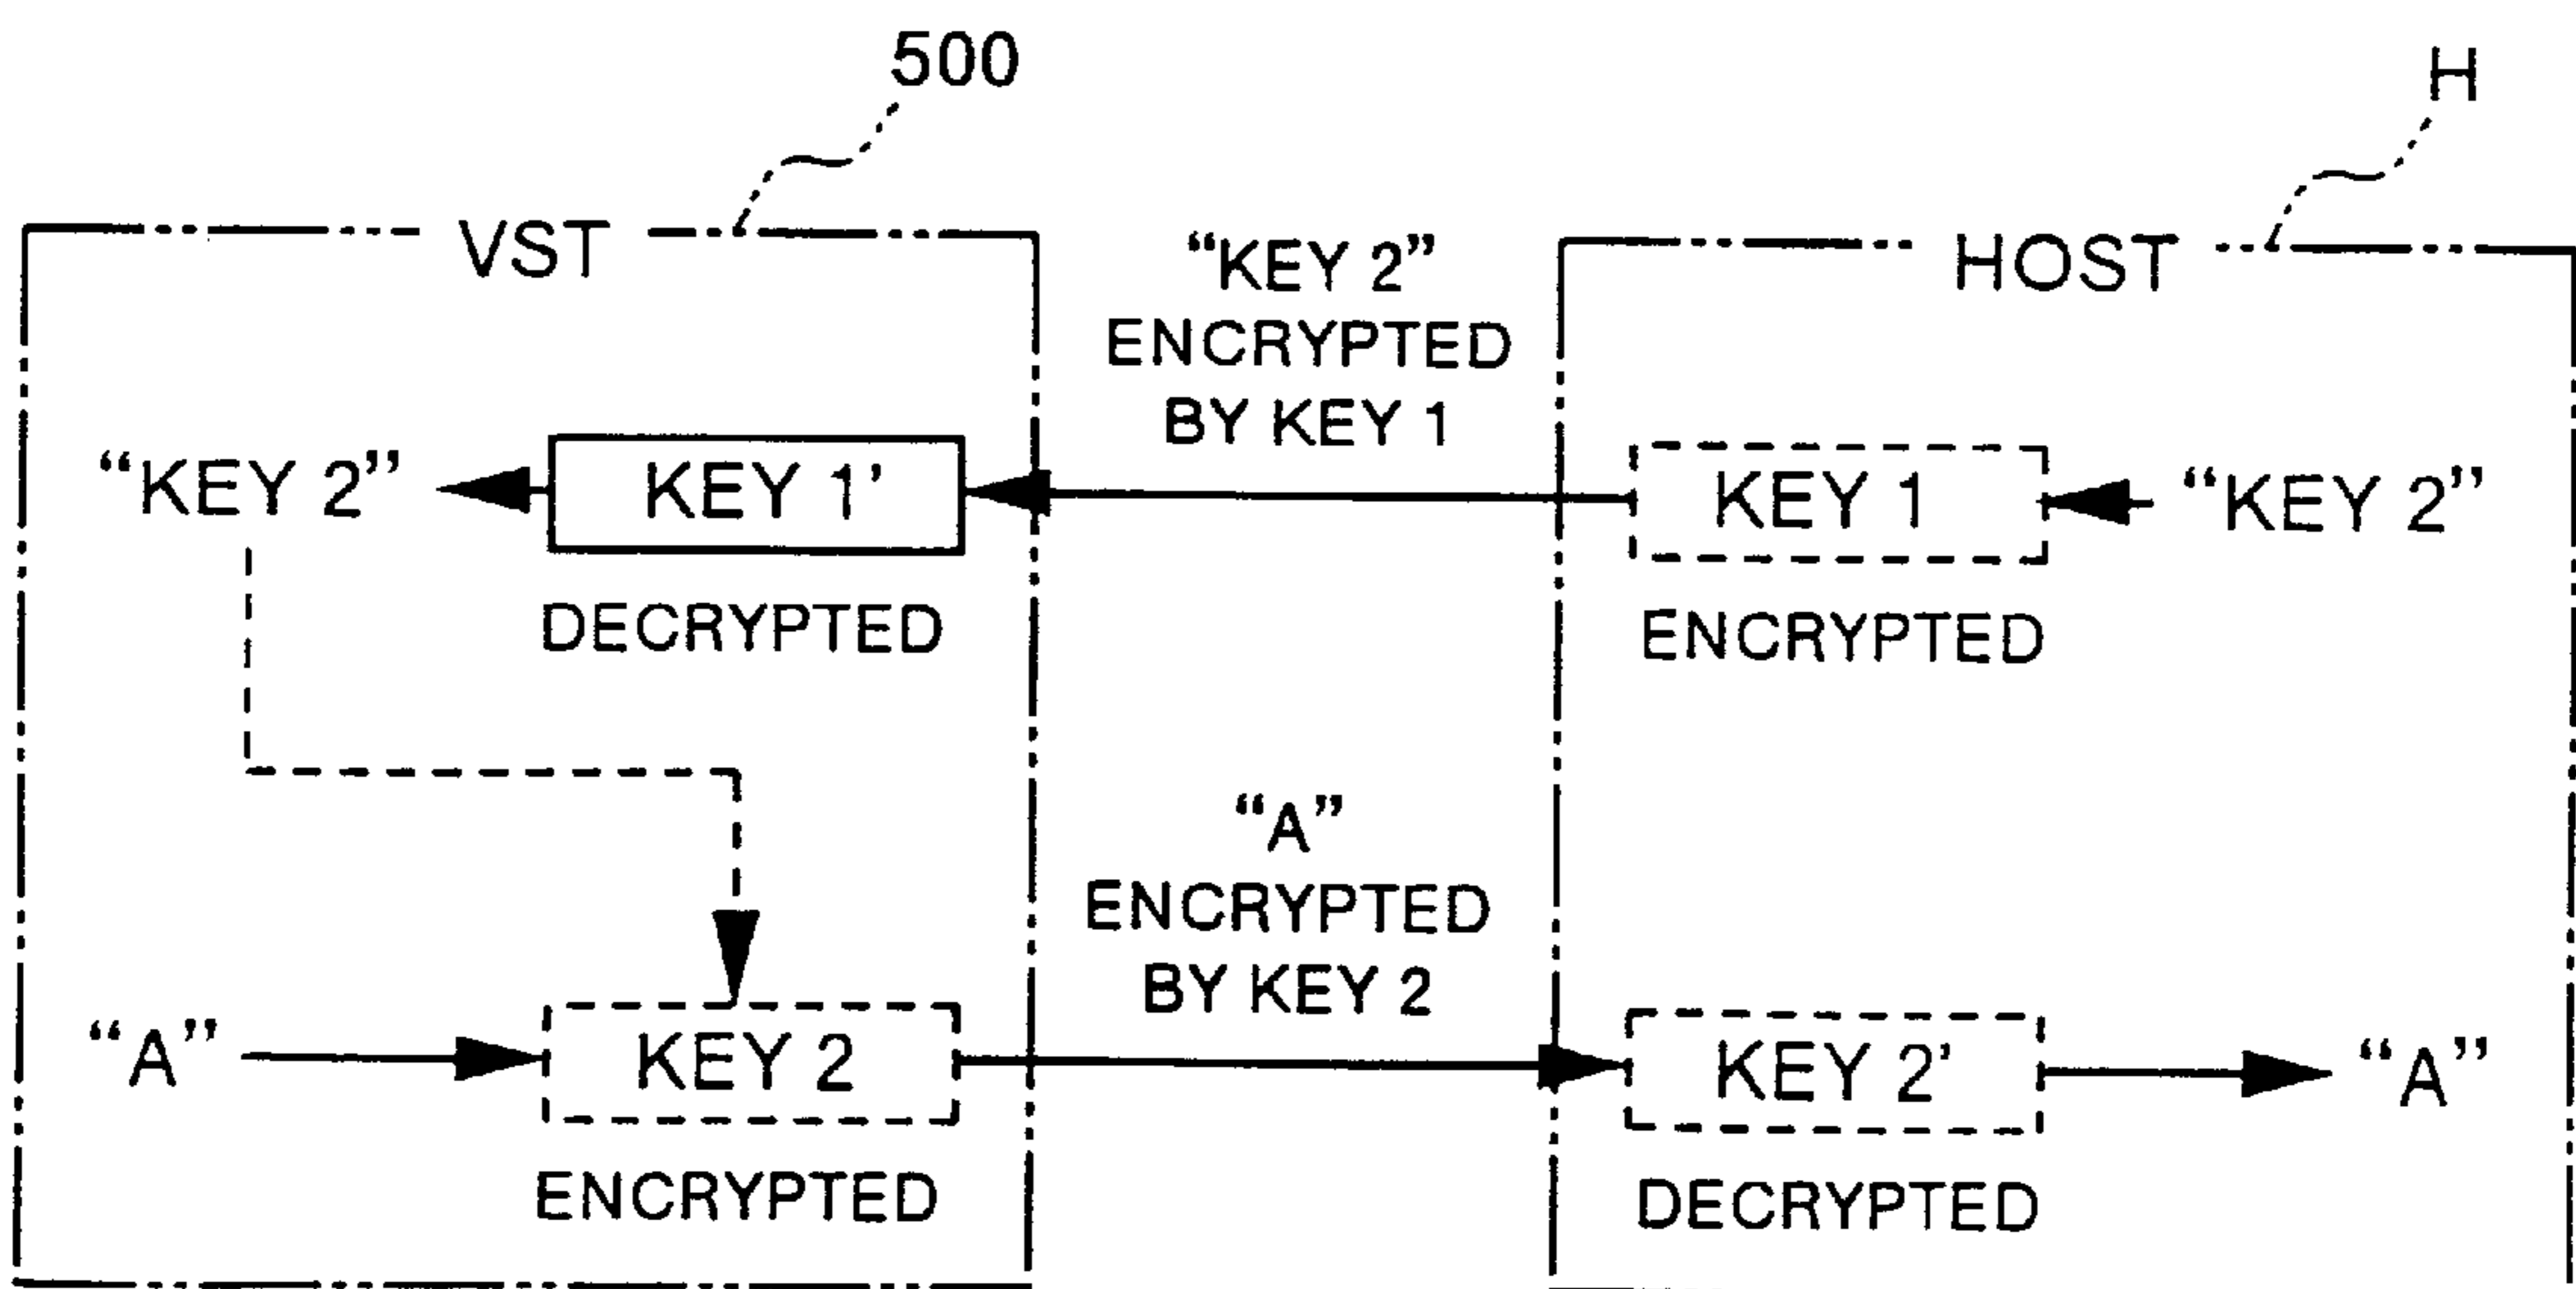 500
H
VST
HOST
“KEY 2”
ENCRYPTED
BY KEY 1
“KEY 2”
KEY 1’
KEY 1
“KEY 2”
DECRYPTED
ENCRYPTED
“A”
ENCRYPTED
BY KEY 2
“A”
KEY 2
KEY 2’
“A”
ENCRYPTED
DECRYPTED